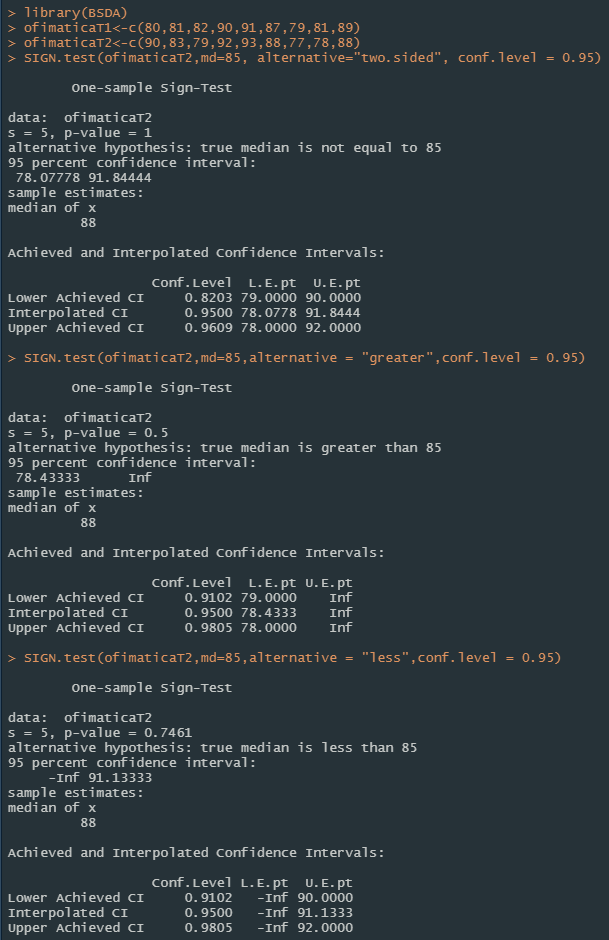 > library(BSDA)
> ofimaticaT1<-c(80,81,82,90,91,87,79,81,89)
> ofimaticaT2<-c(90,83,79,92,93,88,77,78,88)
> SIGN.test(ofimaticaT2,md=85, alternative="two.sided", conf.level = 0.95)
One-sample Sign-Test
data:  ofimaticaT2
s = 5, p-value = 1
alternative hypothesis: true median is not equal to 85
95 percent confidence interval:
78.07778 91.84444
sample estimates:
median of x
88
Achieved and Interpolated Confidence Intervals:
Conf.Level  L.E.pt  U.E.pt
Lower Achieved CI     0.8203 79.0000 90.0000
Interpolated CI       0.9500 78.0778 91.8444
Upper Achieved CI     0.9609 78.0000 92.0000
> SIGN.test(ofimaticaT2,md=85,alternative = "greater",conf.level = 0.95)
One-sample Sign-Test
data:  ofimaticaT2
s = 5, p-value = 0.5
alternative hypothesis: true median is greater than 85
95 percent confidence interval:
78.43333      Inf
sample estimates:
median of x
88
Achieved and Interpolated Confidence Intervals:
Conf.Level  L.E.pt U.E.pt
Lower Achieved CI     0.9102 79.0000    Inf
Interpolated CI       0.9500 78.4333    Inf
Upper Achieved CI     0.9805 78.0000    Inf
> SIGN.test(ofimaticaT2,md=85,alternative = "less",conf.level = 0.95)
One-sample Sign-Test
data:  ofimaticaT2
s = 5, p-value = 0.7461
alternative hypothesis: true median is less than 85
95 percent confidence interval:
-Inf 91.13333
sample estimates:
median of x
88
Achieved and Interpolated Confidence Intervals:
Conf.Level L.E.pt  U.E.pt
Lower Achieved CI     0.9102   -Inf 90.0000
Interpolated CI       0.9500   -Inf 91.1333
Upper Achieved CI     0.9805   -Inf 92.0000